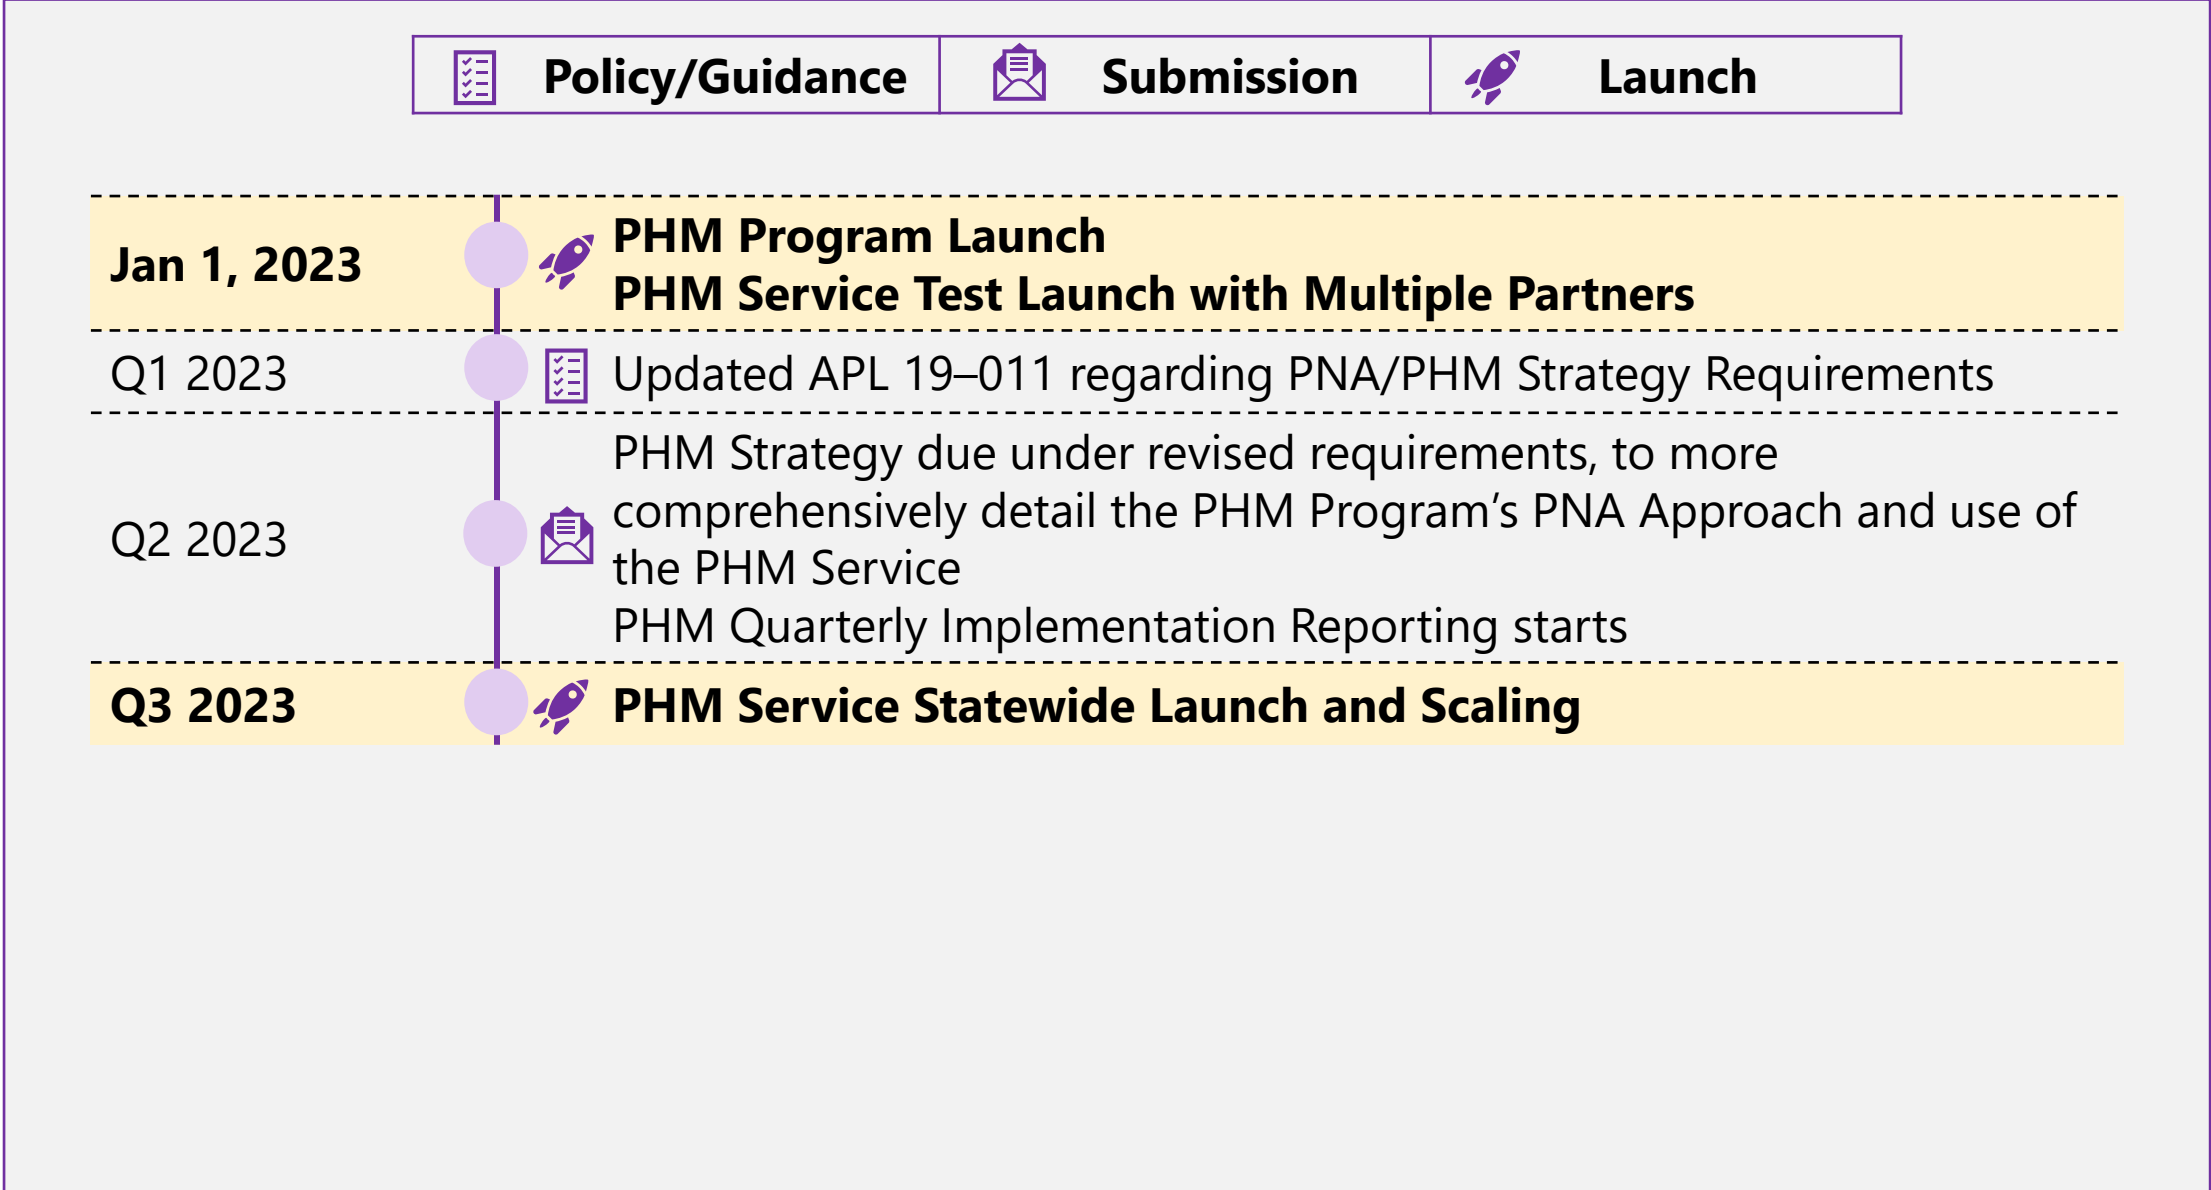 Policy/Guidance
Submission
Launch
Jan 1, 2023
PHM Program Launch
PHM Service Test Launch with Multiple Partners
Q1 2023
Updated APL 19–011 regarding PNA/PHM Strategy Requirements
Q2 2023
PHM Strategy due under revised requirements, to more
comprehensively detail the PHM Program’s PNA Approach and use of
the PHM Service
PHM Quarterly Implementation Reporting starts
Q3 2023
PHM Service Statewide Launch and Scaling